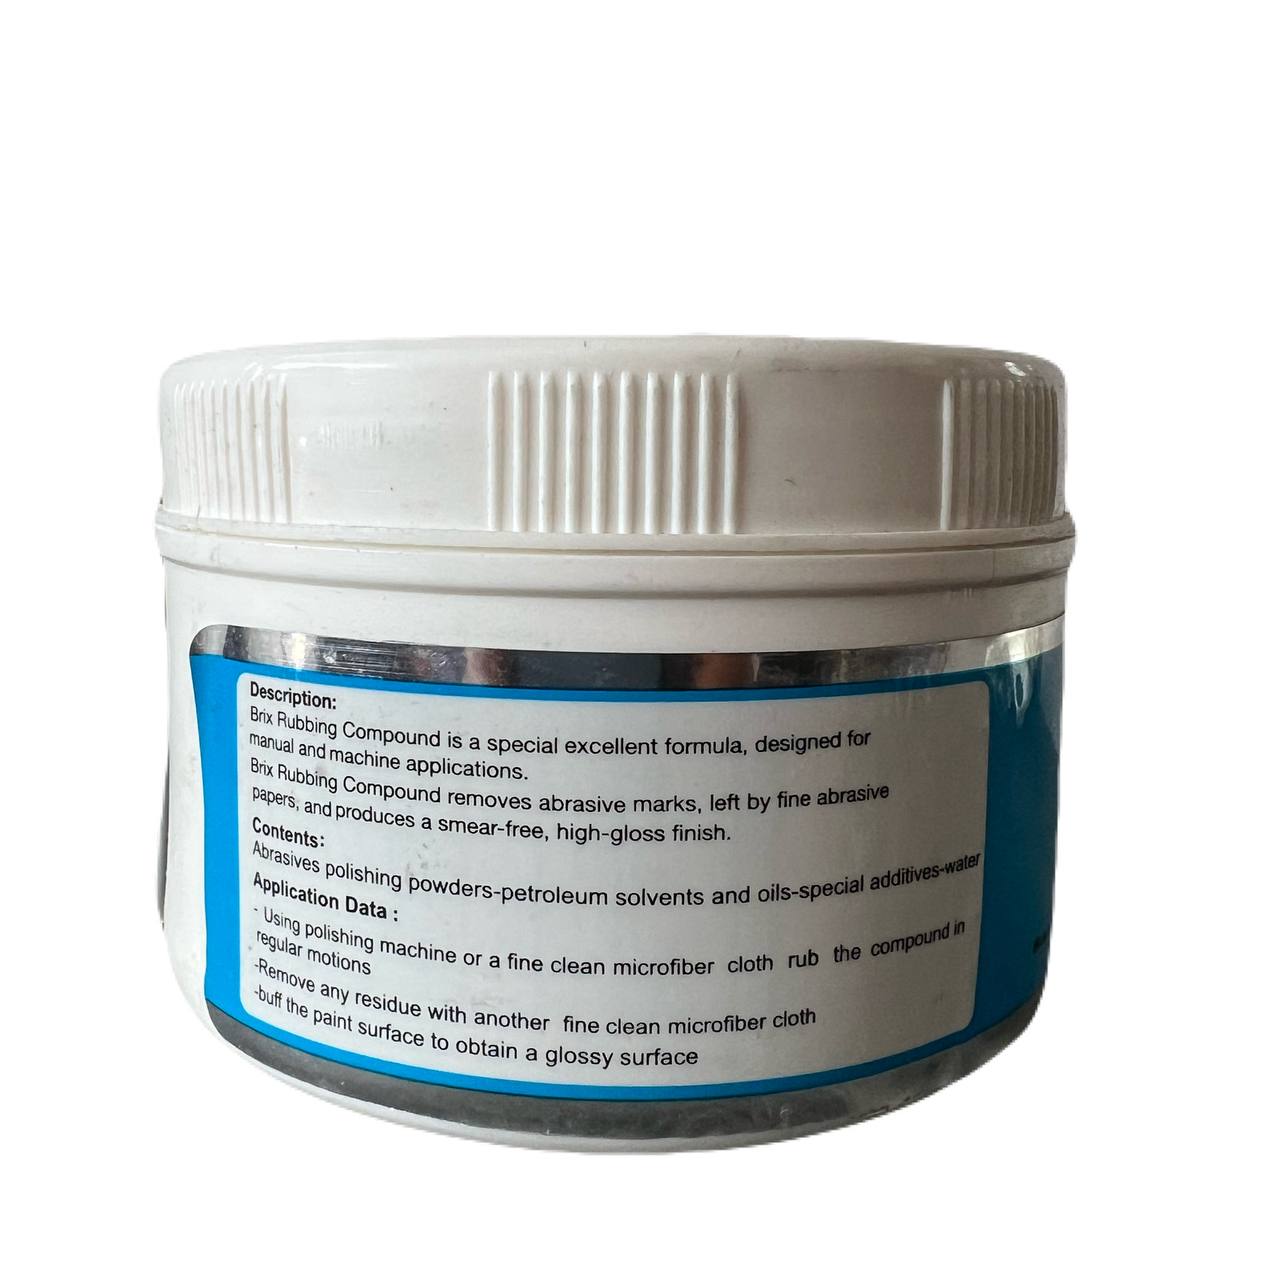 Description:
Brix Rubbing Compound is a special excellent formula, designed for
manual and machine applications.
Brix Rubbing Compound removes abrasive marks, left by fine abrasive
papers, and produces a smear-free, high-gloss finish.
Contents:
Abrasives polishing powders-petroleum solvents and oils-special additives-water
Application Data :
- Using polishing machine or a fine clean microfiber cloth rub the compound in
regular motions
-Remove any residue with another fine clean microfiber cloth
-buff the paint surface to obtain a glossy surface